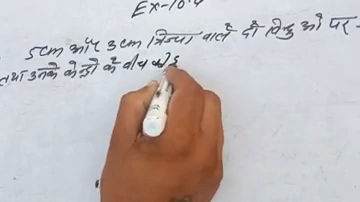 Ex-10.4
5cm और 3cm त्रिज्या वाले दो बिन्दुओ पर
तथा उनके केन्द्रो के बीच की